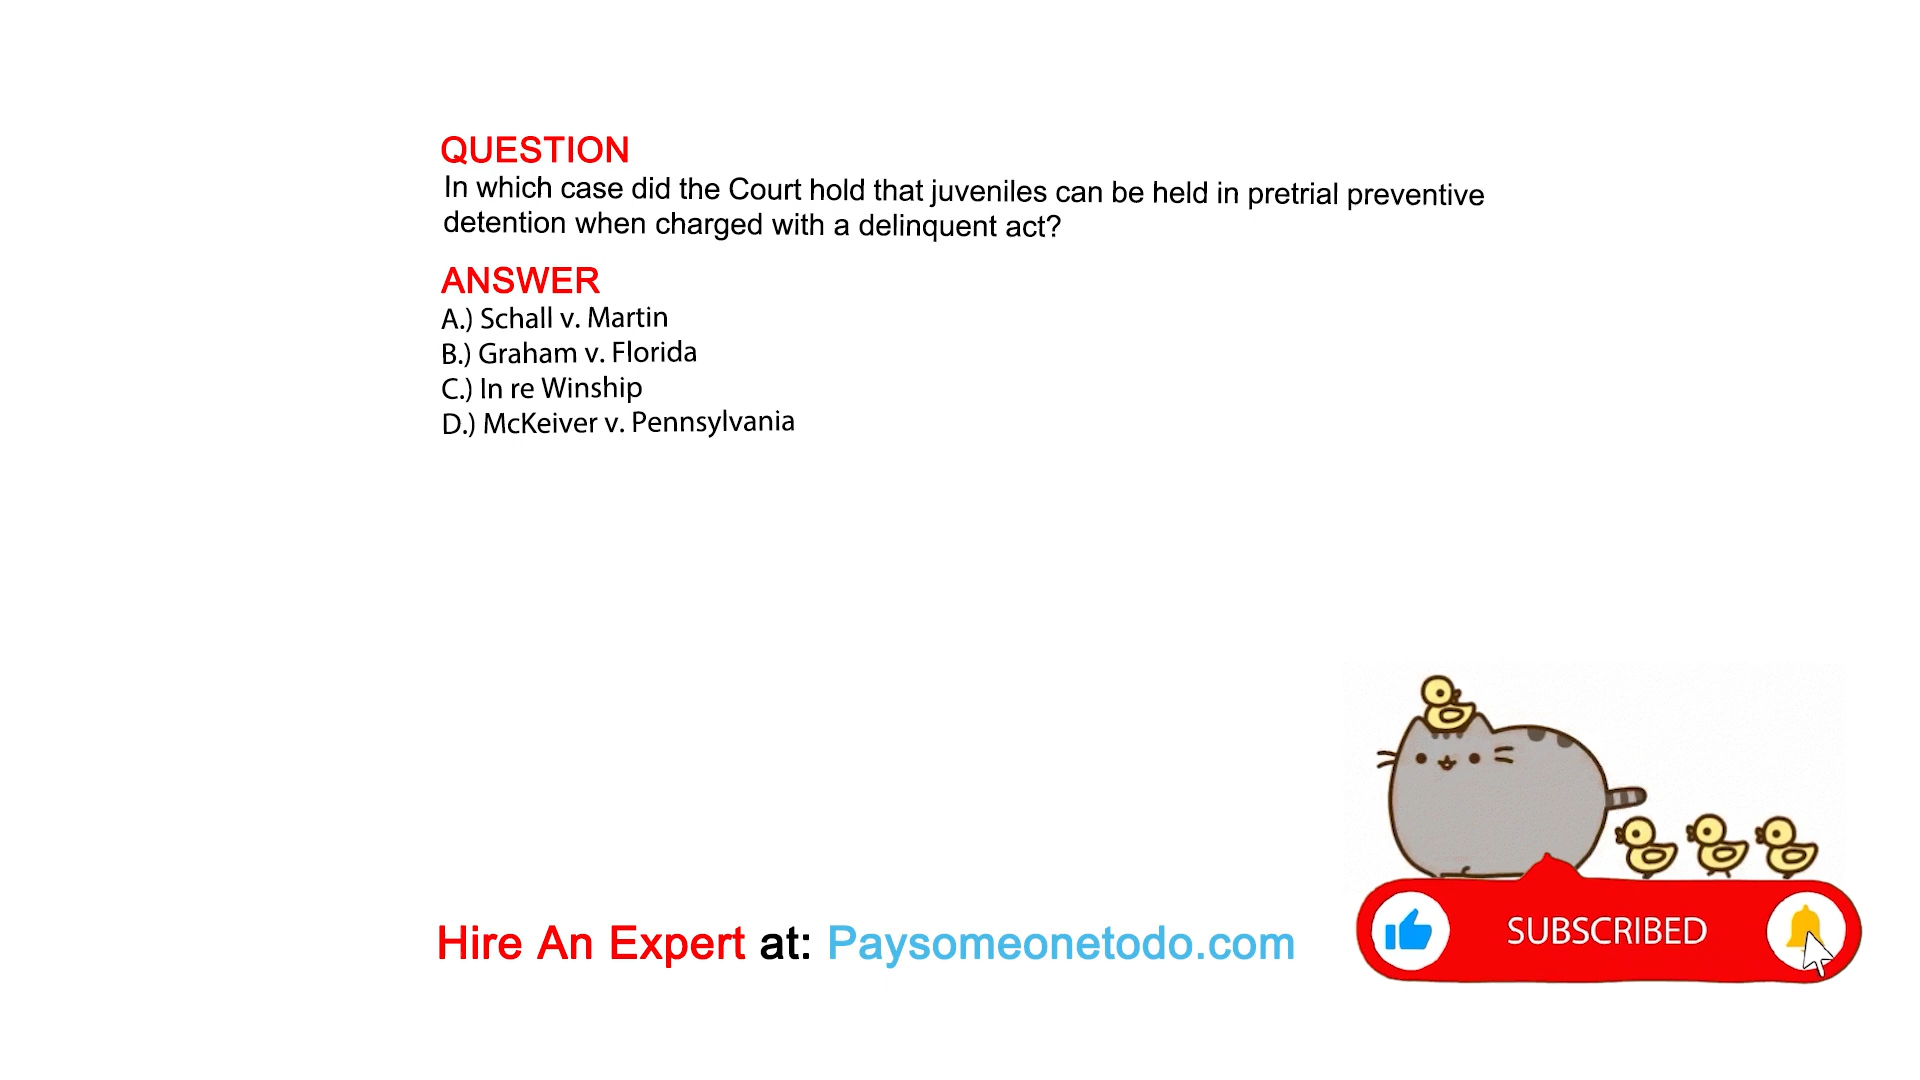 QUESTION
In which case did the Court hold that juveniles can be held in pretrial preventive
detention when charged with a delinquent act?
ANSWER
A.) Schall v. Martin
B.) Graham v. Florida
C.) In re Winship
D.) McKeiver v. Pennsylvania
Hire An Expert at: Paysomeonetodo.com
SUBSCRIBED